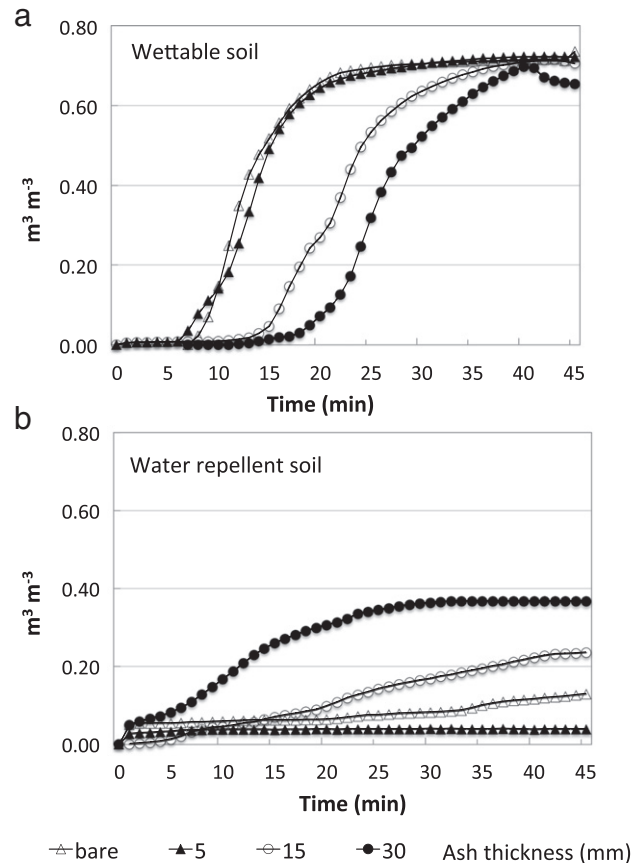 a
0.80
Wettable soil
0.60
0.40
0.20
0.00
m³ m⁻³
0 5 10 15 20 25 30 35 40 45
Time (min)
b
0.80
Water repellent soil
0.60
0.40
0.20
0.00
m³ m⁻³
0 5 10 15 20 25 30 35 40 45
Time (min)
bare 5 15 30 Ash thickness (mm)